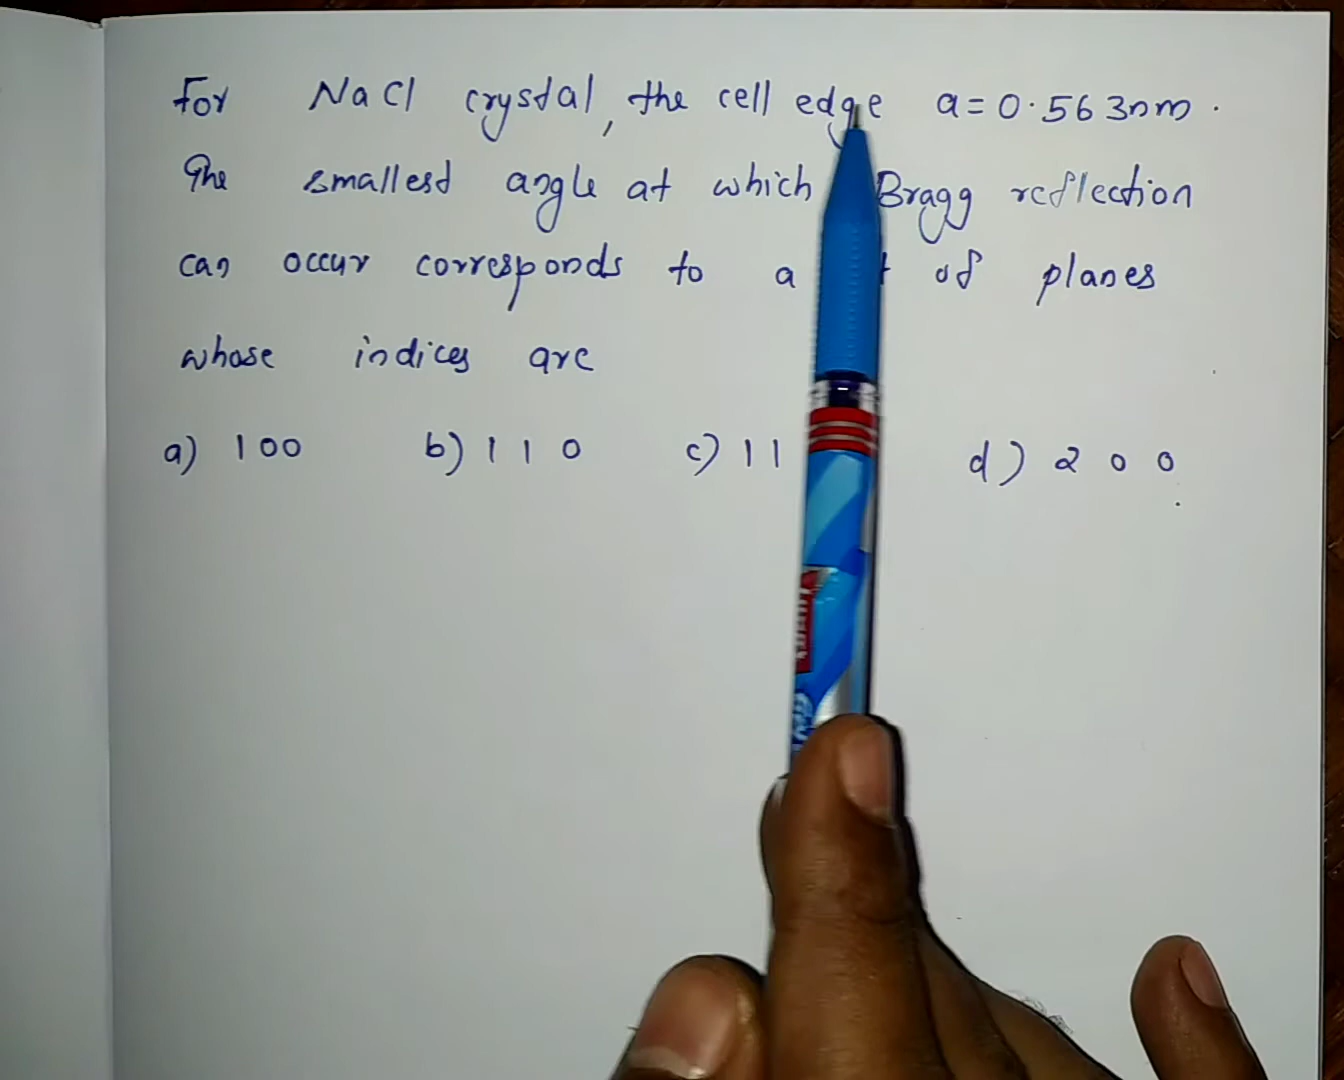 For NaCl crystal, the cell edge a = 0.563nm.
The smallest angle at which Bragg reflection
can occur corresponds to a of planes
whose indices are
a) 100 b) 110 c) 11 d) 200